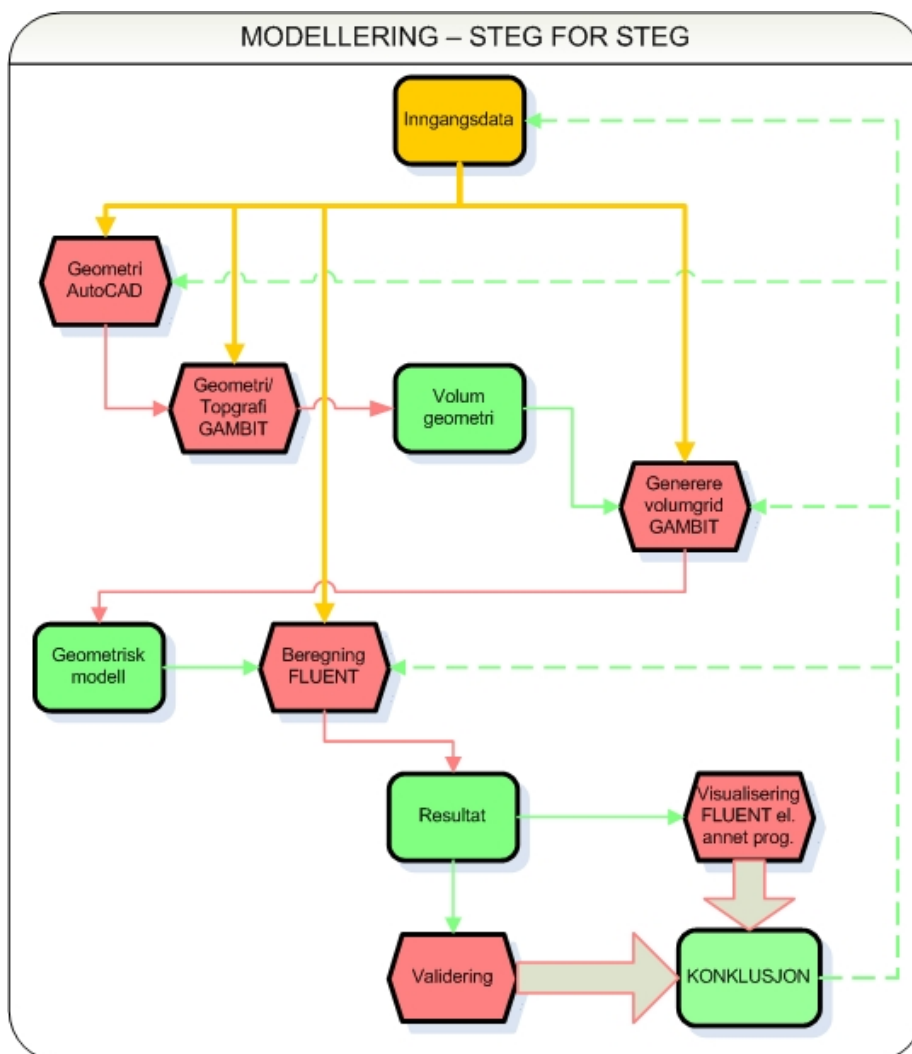 MODELLERING – STEG FOR STEG
Inngangsdata
Geometri
AutoCAD
Geometri/
Topgrafi
GAMBIT
Volum
geometri
Generere
volumgrid
GAMBIT
Geometrisk
modell
Beregning
FLUENT
Resultat
Visualisering
FLUENT el.
annet prog.
Validering
KONKLUSJON